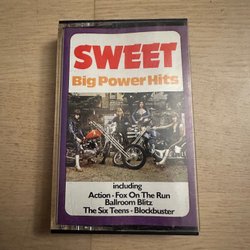 SWEET
Big Power Hits
including
Action - Fox On The Run
Ballroom Blitz
The Six Teens - Blockbuster